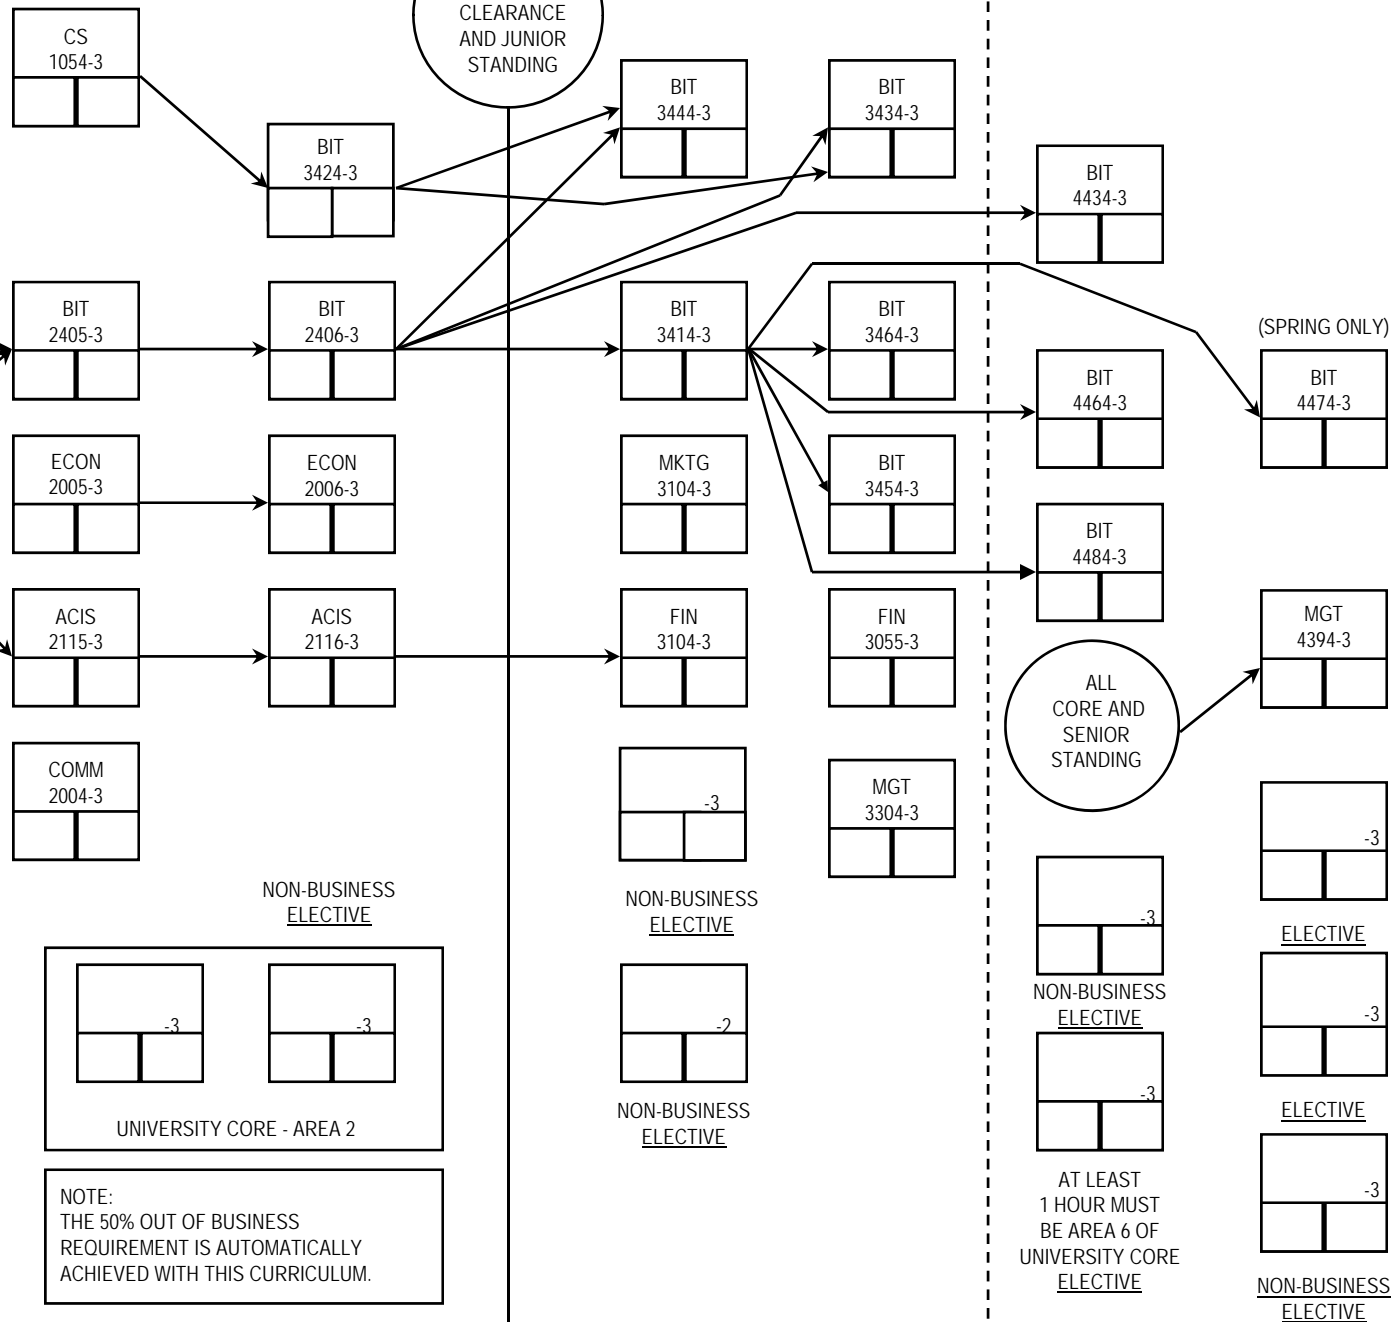 CLEARANCE
AND JUNIOR
STANDING
CS
1054-3
BIT
3424-3
BIT
3444-3
BIT
3434-3
BIT
4434-3
BIT
2405-3
BIT
2406-3
BIT
3414-3
BIT
3464-3
BIT
4464-3
(SPRING ONLY)
BIT
4474-3
ECON
2005-3
ECON
2006-3
MKTG
3104-3
BIT
3454-3
BIT
4484-3
ACIS
2115-3
ACIS
2116-3
FIN
3104-3
FIN
3055-3
MGT
4394-3
ALL
CORE AND
SENIOR
STANDING
COMM
2004-3
-3
NON-BUSINESS
ELECTIVE
MGT
3304-3
-3
ELECTIVE
NON-BUSINESS
ELECTIVE
-3
NON-BUSINESS
ELECTIVE
-3
-3
UNIVERSITY CORE - AREA 2
-2
NON-BUSINESS
ELECTIVE
-3
ELECTIVE
-3
AT LEAST
1 HOUR MUST
BE AREA 6 OF
UNIVERSITY CORE
ELECTIVE
-3
NON-BUSINESS
ELECTIVE
NOTE:
THE 50% OUT OF BUSINESS
REQUIREMENT IS AUTOMATICALLY
ACHIEVED WITH THIS CURRICULUM.